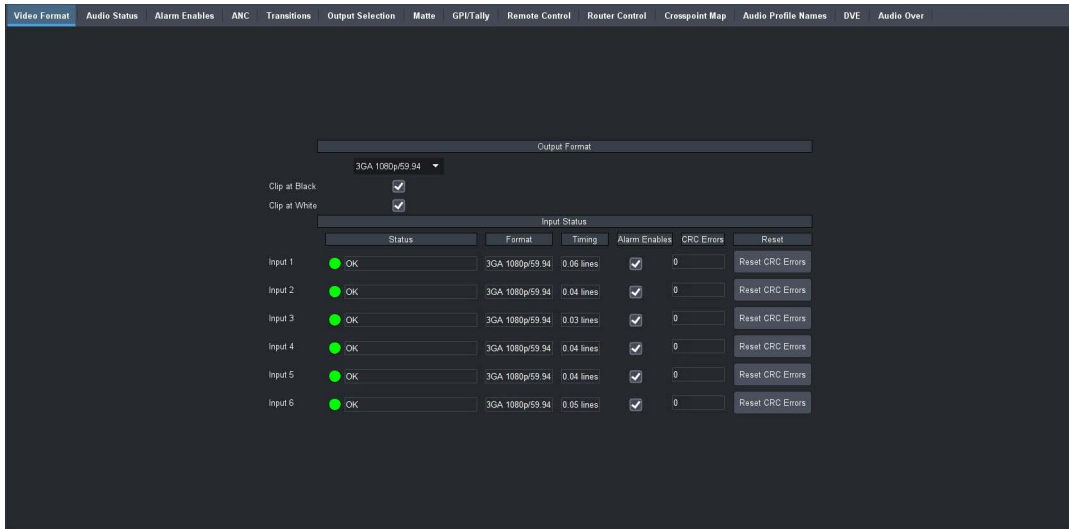 Video Format Audio Status Alarm Enables ANC Transitions Output Selection Matte GPI/Tally Remote Control Router Control Crosspoint Map Audio Profile Names DVE Audio Over
Output Format
3GA 1080p/59.94
Clip at Black
Clip at White
Input Status
Status Format Timing Alarm Enables CRC Errors Reset
Input 1 OK 3GA 1080p/59.94 0.06 lines 0 Reset CRC Errors
Input 2 OK 3GA 1080p/59.94 0.04 lines 0 Reset CRC Errors
Input 3 OK 3GA 1080p/59.94 0.03 lines 0 Reset CRC Errors
Input 4 OK 3GA 1080p/59.94 0.04 lines 0 Reset CRC Errors
Input 5 OK 3GA 1080p/59.94 0.04 lines 0 Reset CRC Errors
Input 6 OK 3GA 1080p/59.94 0.05 lines 0 Reset CRC Errors